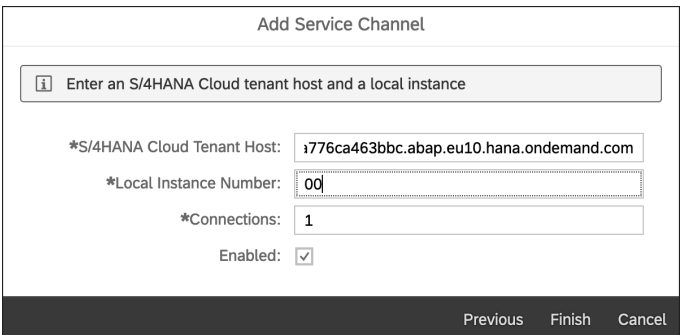 Add Service Channel
Enter an S/4HANA Cloud tenant host and a local instance
*S/4HANA Cloud Tenant Host: a776ca463bbc.abap.eu10.hana.ondemand.com
*Local Instance Number: 00
*Connections: 1
Enabled:
Previous Finish Cancel